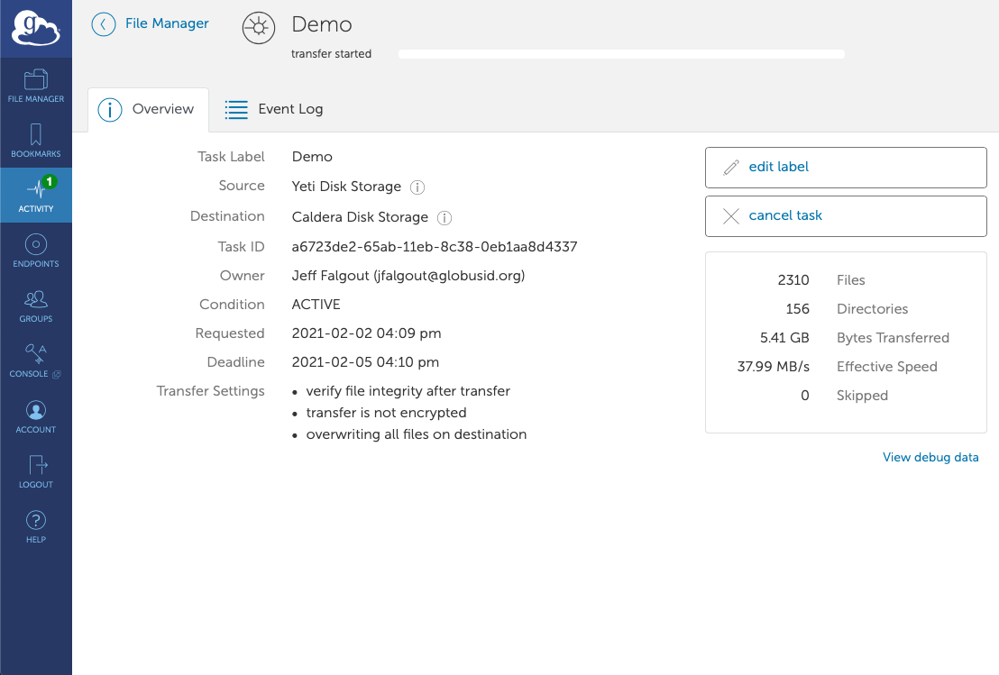 g
File Manager
Demo
transfer started
FILE MANAGER
BOOKMARKS
1
ACTIVITY
ENDPOINTS
GROUPS
CONSOLE
ACCOUNT
LOGOUT
?
HELP
Overview
Event Log
Task Label Demo
Source Yeti Disk Storage
Destination Caldera Disk Storage
Task ID a6723de2-65ab-11eb-8c38-0eb1aa8d4337
Owner Jeff Falgout (jfalgout@globusid.org)
Condition ACTIVE
Requested 2021-02-02 04:09 pm
Deadline 2021-02-05 04:10 pm
Transfer Settings • verify file integrity after transfer
• transfer is not encrypted
• overwriting all files on destination
edit label
cancel task
2310 Files
156 Directories
5.41 GB Bytes Transferred
37.99 MB/s Effective Speed
0 Skipped
View debug data